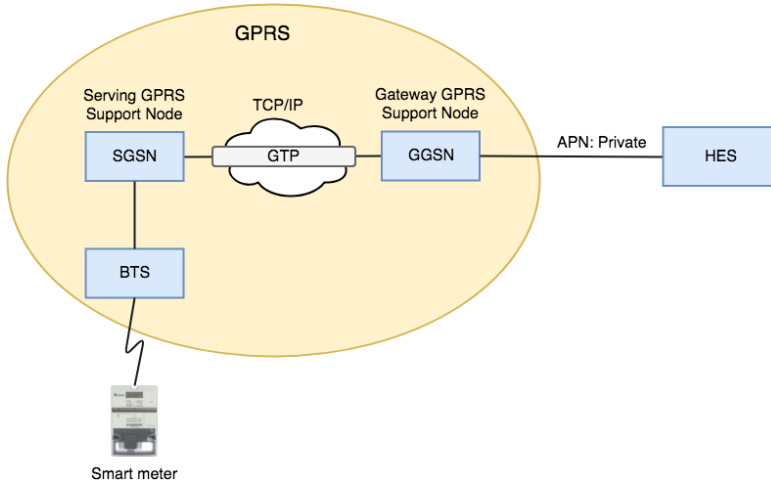 GPRS
Serving GPRS
Support Node
TCP/IP
Gateway GPRS
Support Node
SGSN
GTP
GGSN
APN: Private
HES
BTS
Smart meter